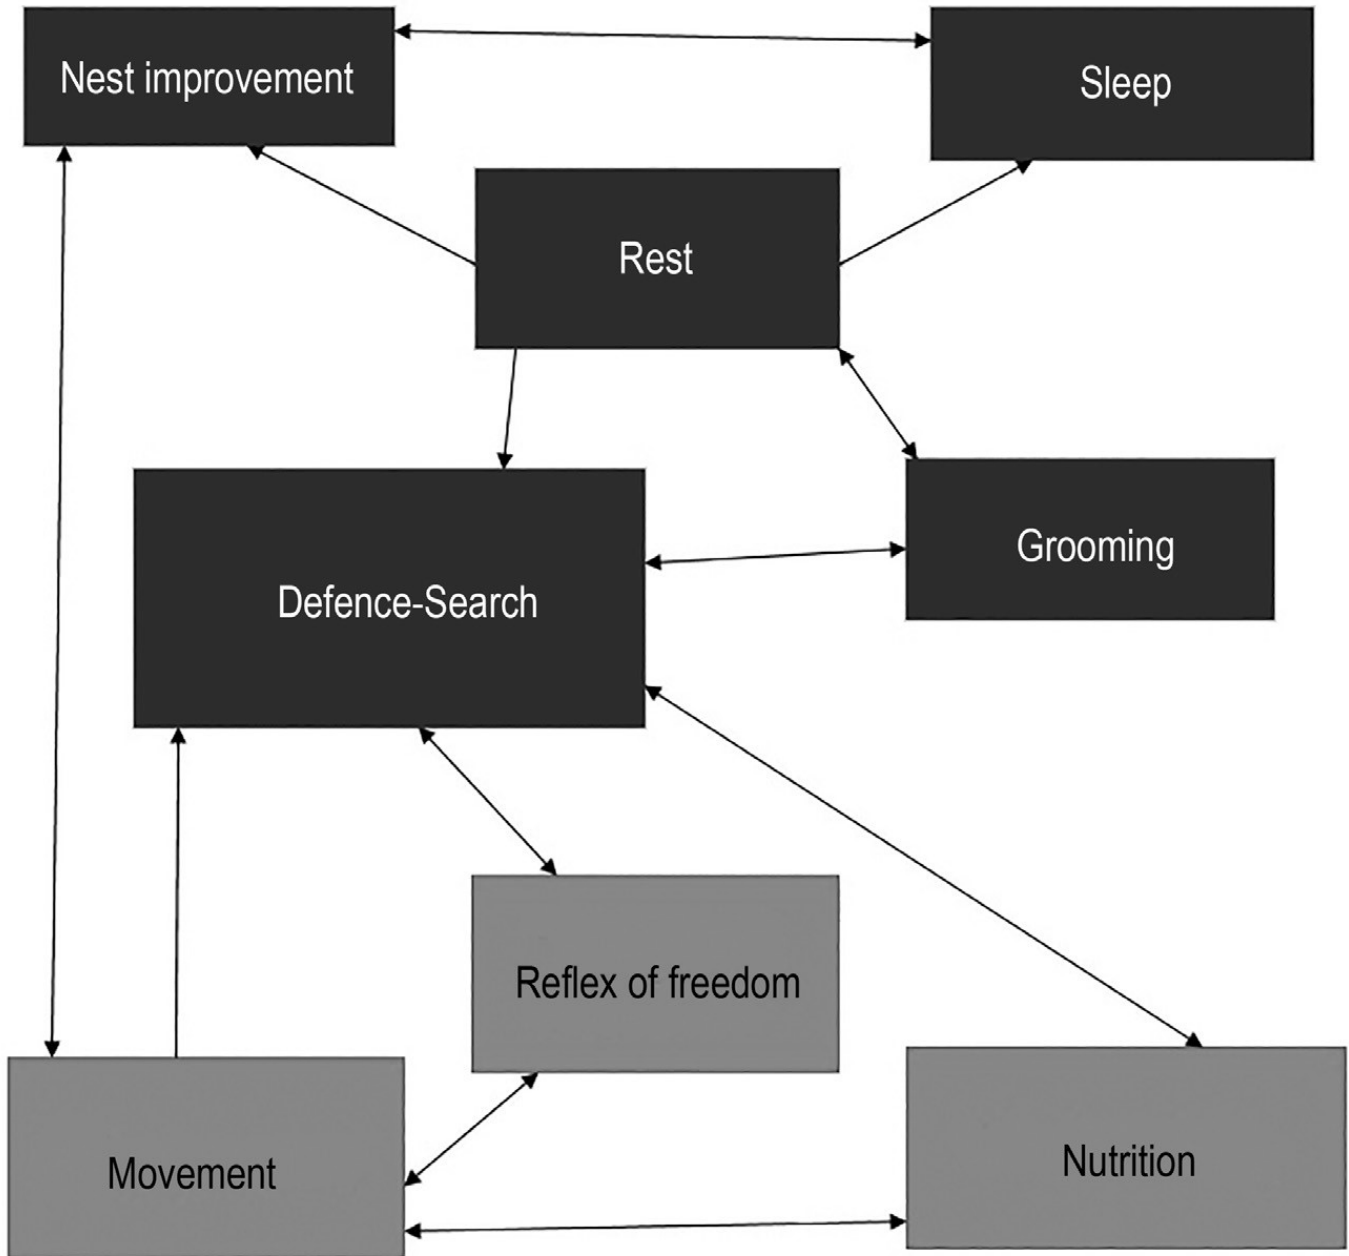 Nest improvement
Sleep
Rest
Grooming
Defence-Search
Reflex of freedom
Movement
Nutrition